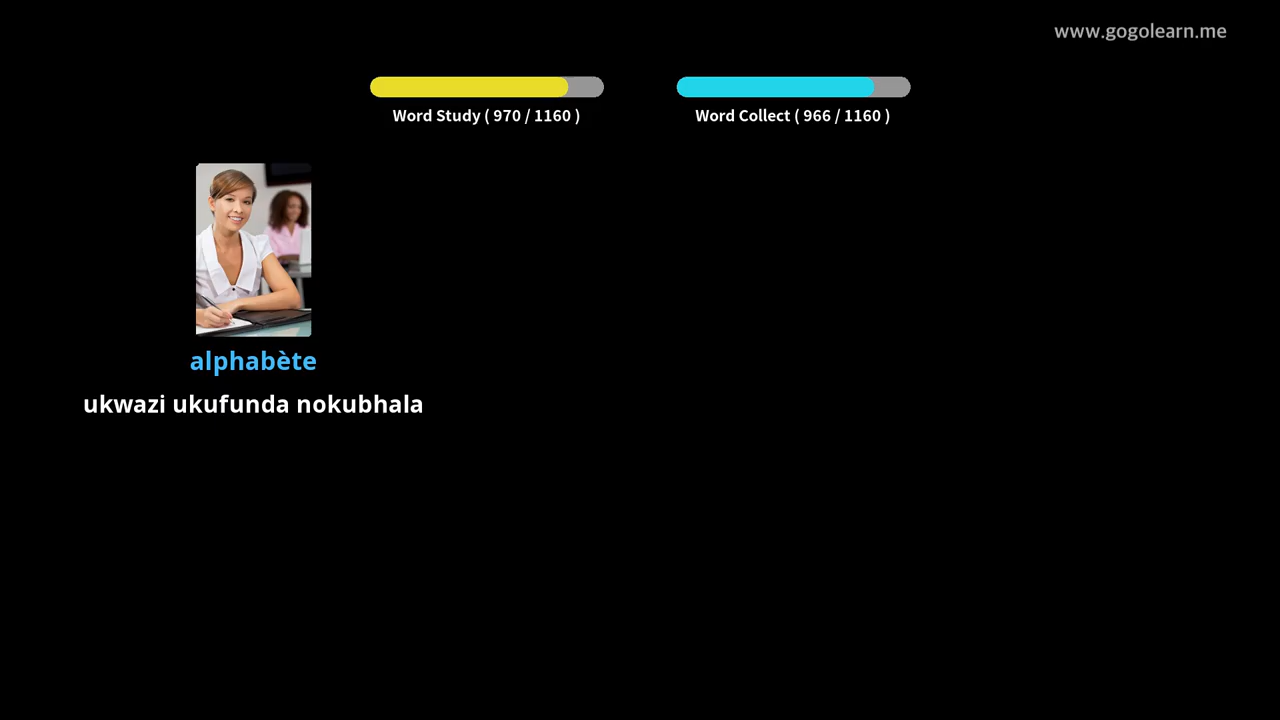 www.gogolearn.me
Word Study ( 970 / 1160 )
Word Collect ( 966 / 1160 )
alphabète
ukwazi ukufunda nokubhala